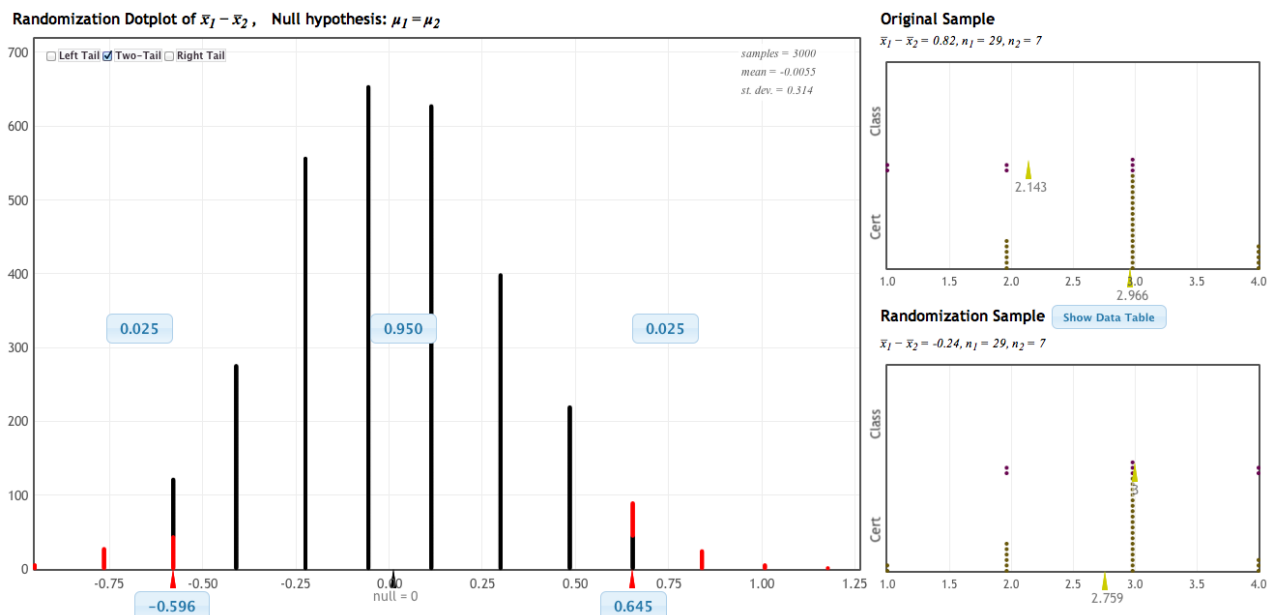 Randomization Dotplot of x̄₁ − x̄₂ , Null hypothesis: μ₁ = μ₂
Left Tail Two-Tail Right Tail
samples = 3000
mean = -0.0055
st. dev. = 0.314
700
600
500
400
300
200
100
0
0.025
0.950
0.025
-0.75
-0.50
-0.25
0.00
0.25
0.50
0.75
1.00
1.25
null = 0
−0.596
0.645
Original Sample
x̄₁ − x̄₂ = 0.82, n₁ = 29, n₂ = 7
Class
2.143
Cert
1.0
1.5
2.0
2.5
3.0
3.5
4.0
2.966
Randomization Sample
Show Data Table
x̄₁ − x̄₂ = -0.24, n₁ = 29, n₂ = 7
Class
3
Cert
1.0
1.5
2.0
2.5
3.0
3.5
4.0
2.759